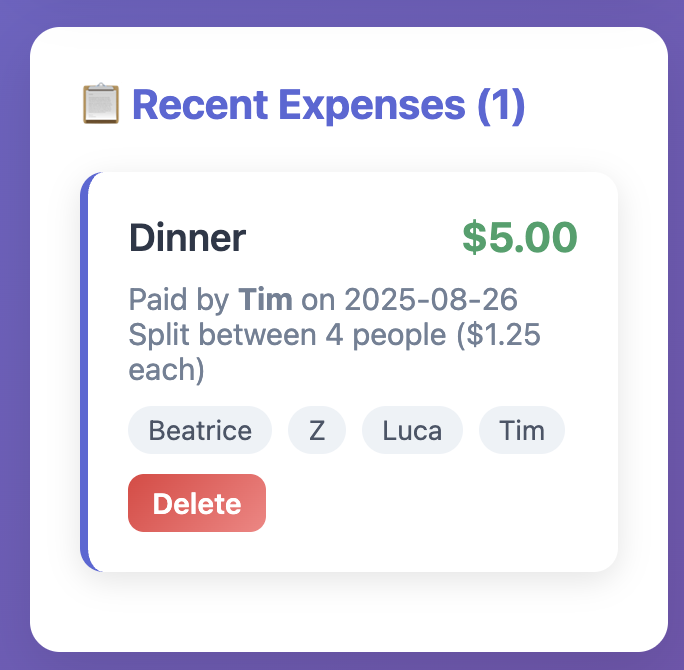 Recent Expenses (1)
Dinner
$5.00
Paid by Tim on 2025-08-26
Split between 4 people ($1.25
each)
Beatrice Z Luca Tim
Delete